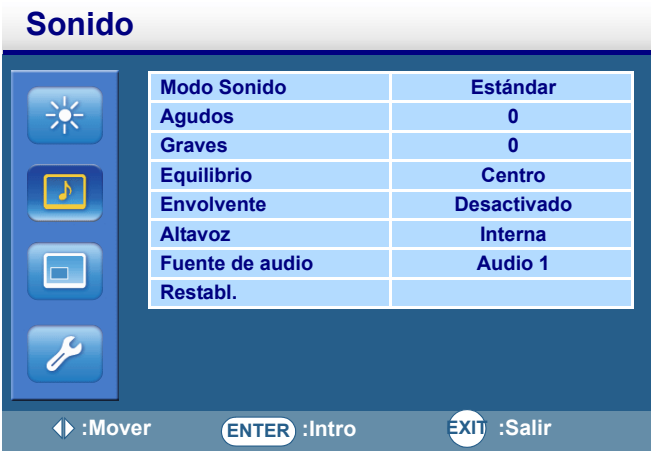 Sonido
Modo Sonido Estándar
Agudos 0
Graves 0
Equilibrio Centro
Envolvente Desactivado
Altavoz Interna
Fuente de audio Audio 1
Restabl.
:Mover ENTER :Intro EXIT :Salir